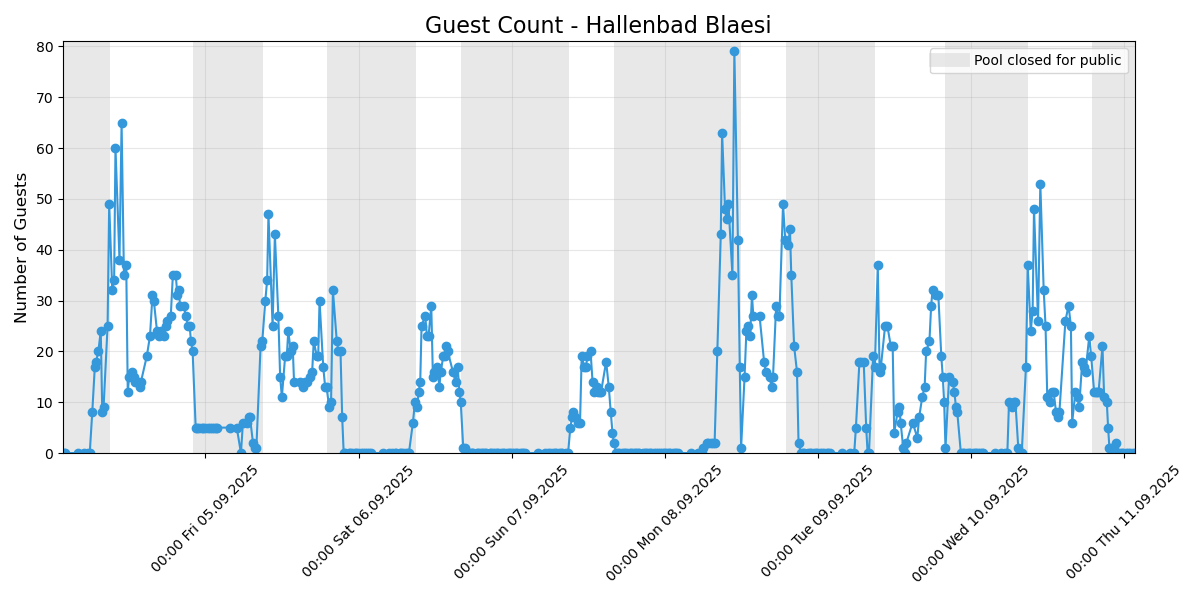 Guest Count - Hallenbad Blaesi
Pool closed for public
Number of Guests
80
70
60
50
40
30
20
10
0
00:00 Fri 05.09.2025
00:00 Sat 06.09.2025
00:00 Sun 07.09.2025
00:00 Mon 08.09.2025
00:00 Tue 09.09.2025
00:00 Wed 10.09.2025
00:00 Thu 11.09.2025